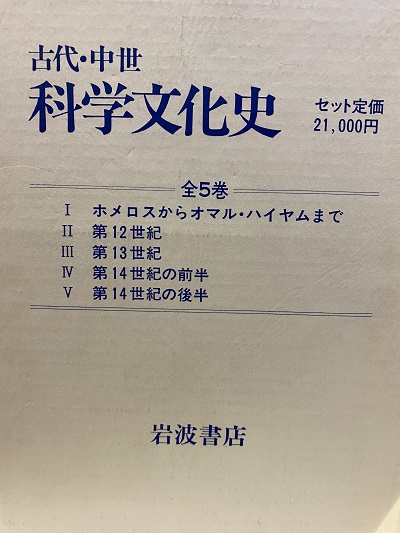 古代・中世
科学文化史
セット定価
21,000円
全5巻
I ホメロスからオマル・ハイヤムまで
II 第12世紀
III 第13世紀
IV 第14世紀の前半
V 第14世紀の後半
岩波書店